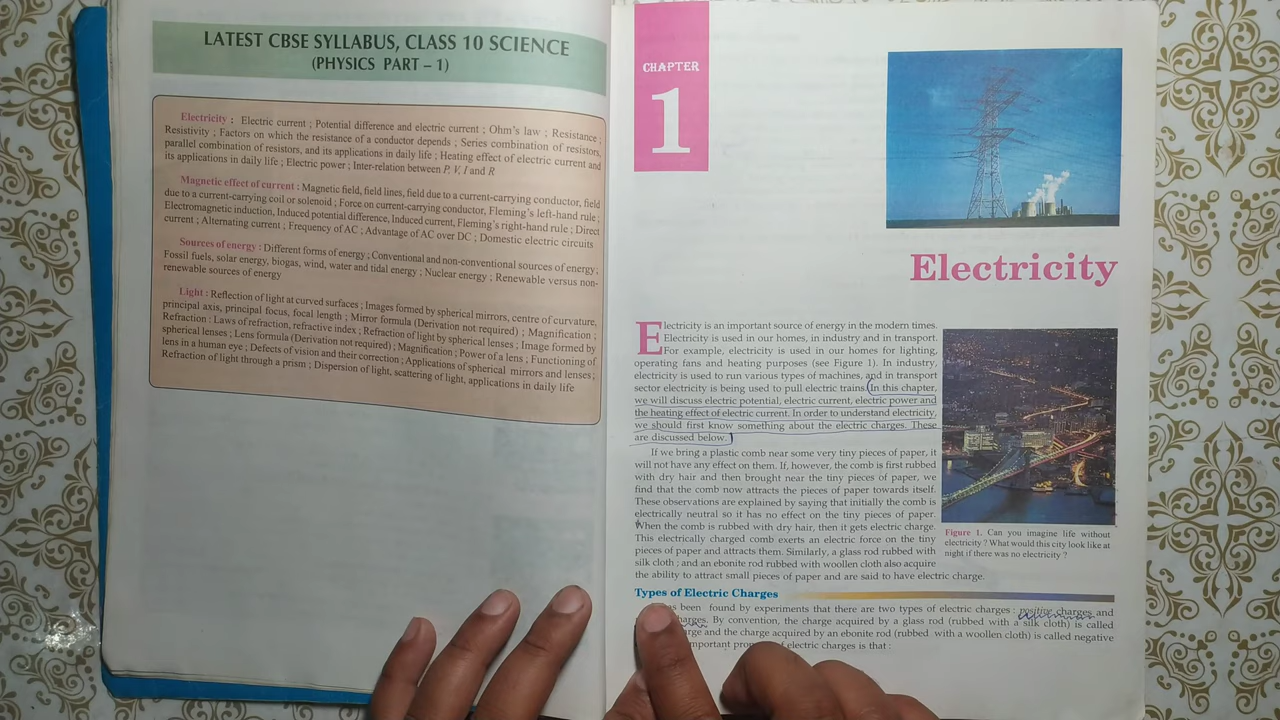 LATEST CBSE SYLLABUS, CLASS 10 SCIENCE
(PHYSICS PART – 1)
Electricity : Electric current ; Potential difference and electric current ; Ohm's law ; Resistance ;
Resistivity ; Factors on which the resistance of a conductor depends ; Series combination of resistors,
parallel combination of resistors, and its applications in daily life ; Heating effect of electric current and
its applications in daily life ; Electric power ; Inter-relation between P, V, I and R
Magnetic effect of current : Magnetic field, field lines, field due to a current-carrying conductor, field
due to a current-carrying coil or solenoid ; Force on current-carrying conductor, Fleming's left-hand rule ;
Electromagnetic induction, Induced potential difference, Induced current, Fleming's right-hand rule ; Direct
current ; Alternating current ; Frequency of AC ; Advantage of AC over DC ; Domestic electric circuits
Sources of energy : Different forms of energy ; Conventional and non-conventional sources of energy ;
Fossil fuels, solar energy, biogas, wind, water and tidal energy ; Nuclear energy ; Renewable versus non-
renewable sources of energy
Light : Reflection of light at curved surfaces ; Images formed by spherical mirrors, centre of curvature,
principal axis, principal focus, focal length ; Mirror formula (Derivation not required) ; Magnification ;
Refraction : Laws of refraction, refractive index ; Refraction of light by spherical lenses ; Image formed by
spherical lenses ; Lens formula (Derivation not required) ; Magnification ; Power of a lens ; Functioning of
lens in a human eye ; Defects of vision and their correction ; Applications of spherical mirrors and lenses ;
Refraction of light through a prism ; Dispersion of light, scattering of light, applications in daily life
CHAPTER
1
Electricity
Electricity is an important source of energy in the modern times.
Electricity is used in our homes, in industry and in transport.
For example, electricity is used in our homes for lighting,
operating fans and heating purposes (see Figure 1). In industry,
electricity is used to run various types of machines, and in transport
sector electricity is being used to pull electric trains. In this chapter,
we will discuss electric potential, electric current, electric power and
the heating effect of electric current. In order to understand electricity,
we should first know something about the electric charges. These
are discussed below.
If we bring a plastic comb near some very tiny pieces of paper, it
will not have any effect on them. If, however, the comb is first rubbed
with dry hair and then brought near the tiny pieces of paper, we
find that the comb now attracts the pieces of paper towards itself.
These observations are explained by saying that initially the comb is
electrically neutral so it has no effect on the tiny pieces of paper.
When the comb is rubbed with dry hair, then it gets electric charge.
This electrically charged comb exerts an electric force on the tiny
pieces of paper and attracts them. Similarly, a glass rod rubbed with
silk cloth ; and an ebonite rod rubbed with woollen cloth also acquire
the ability to attract small pieces of paper and are said to have electric charge.
Figure 1. Can you imagine life without
electricity ? What would this city look like at
night if there was no electricity ?
Types of Electric Charges
been found by experiments that there are two types of electric charges : positive charges and
By convention, the charge acquired by a glass rod (rubbed with a silk cloth) is called
and the charge acquired by an ebonite rod (rubbed with a woollen cloth) is called negative
electric charges is that :